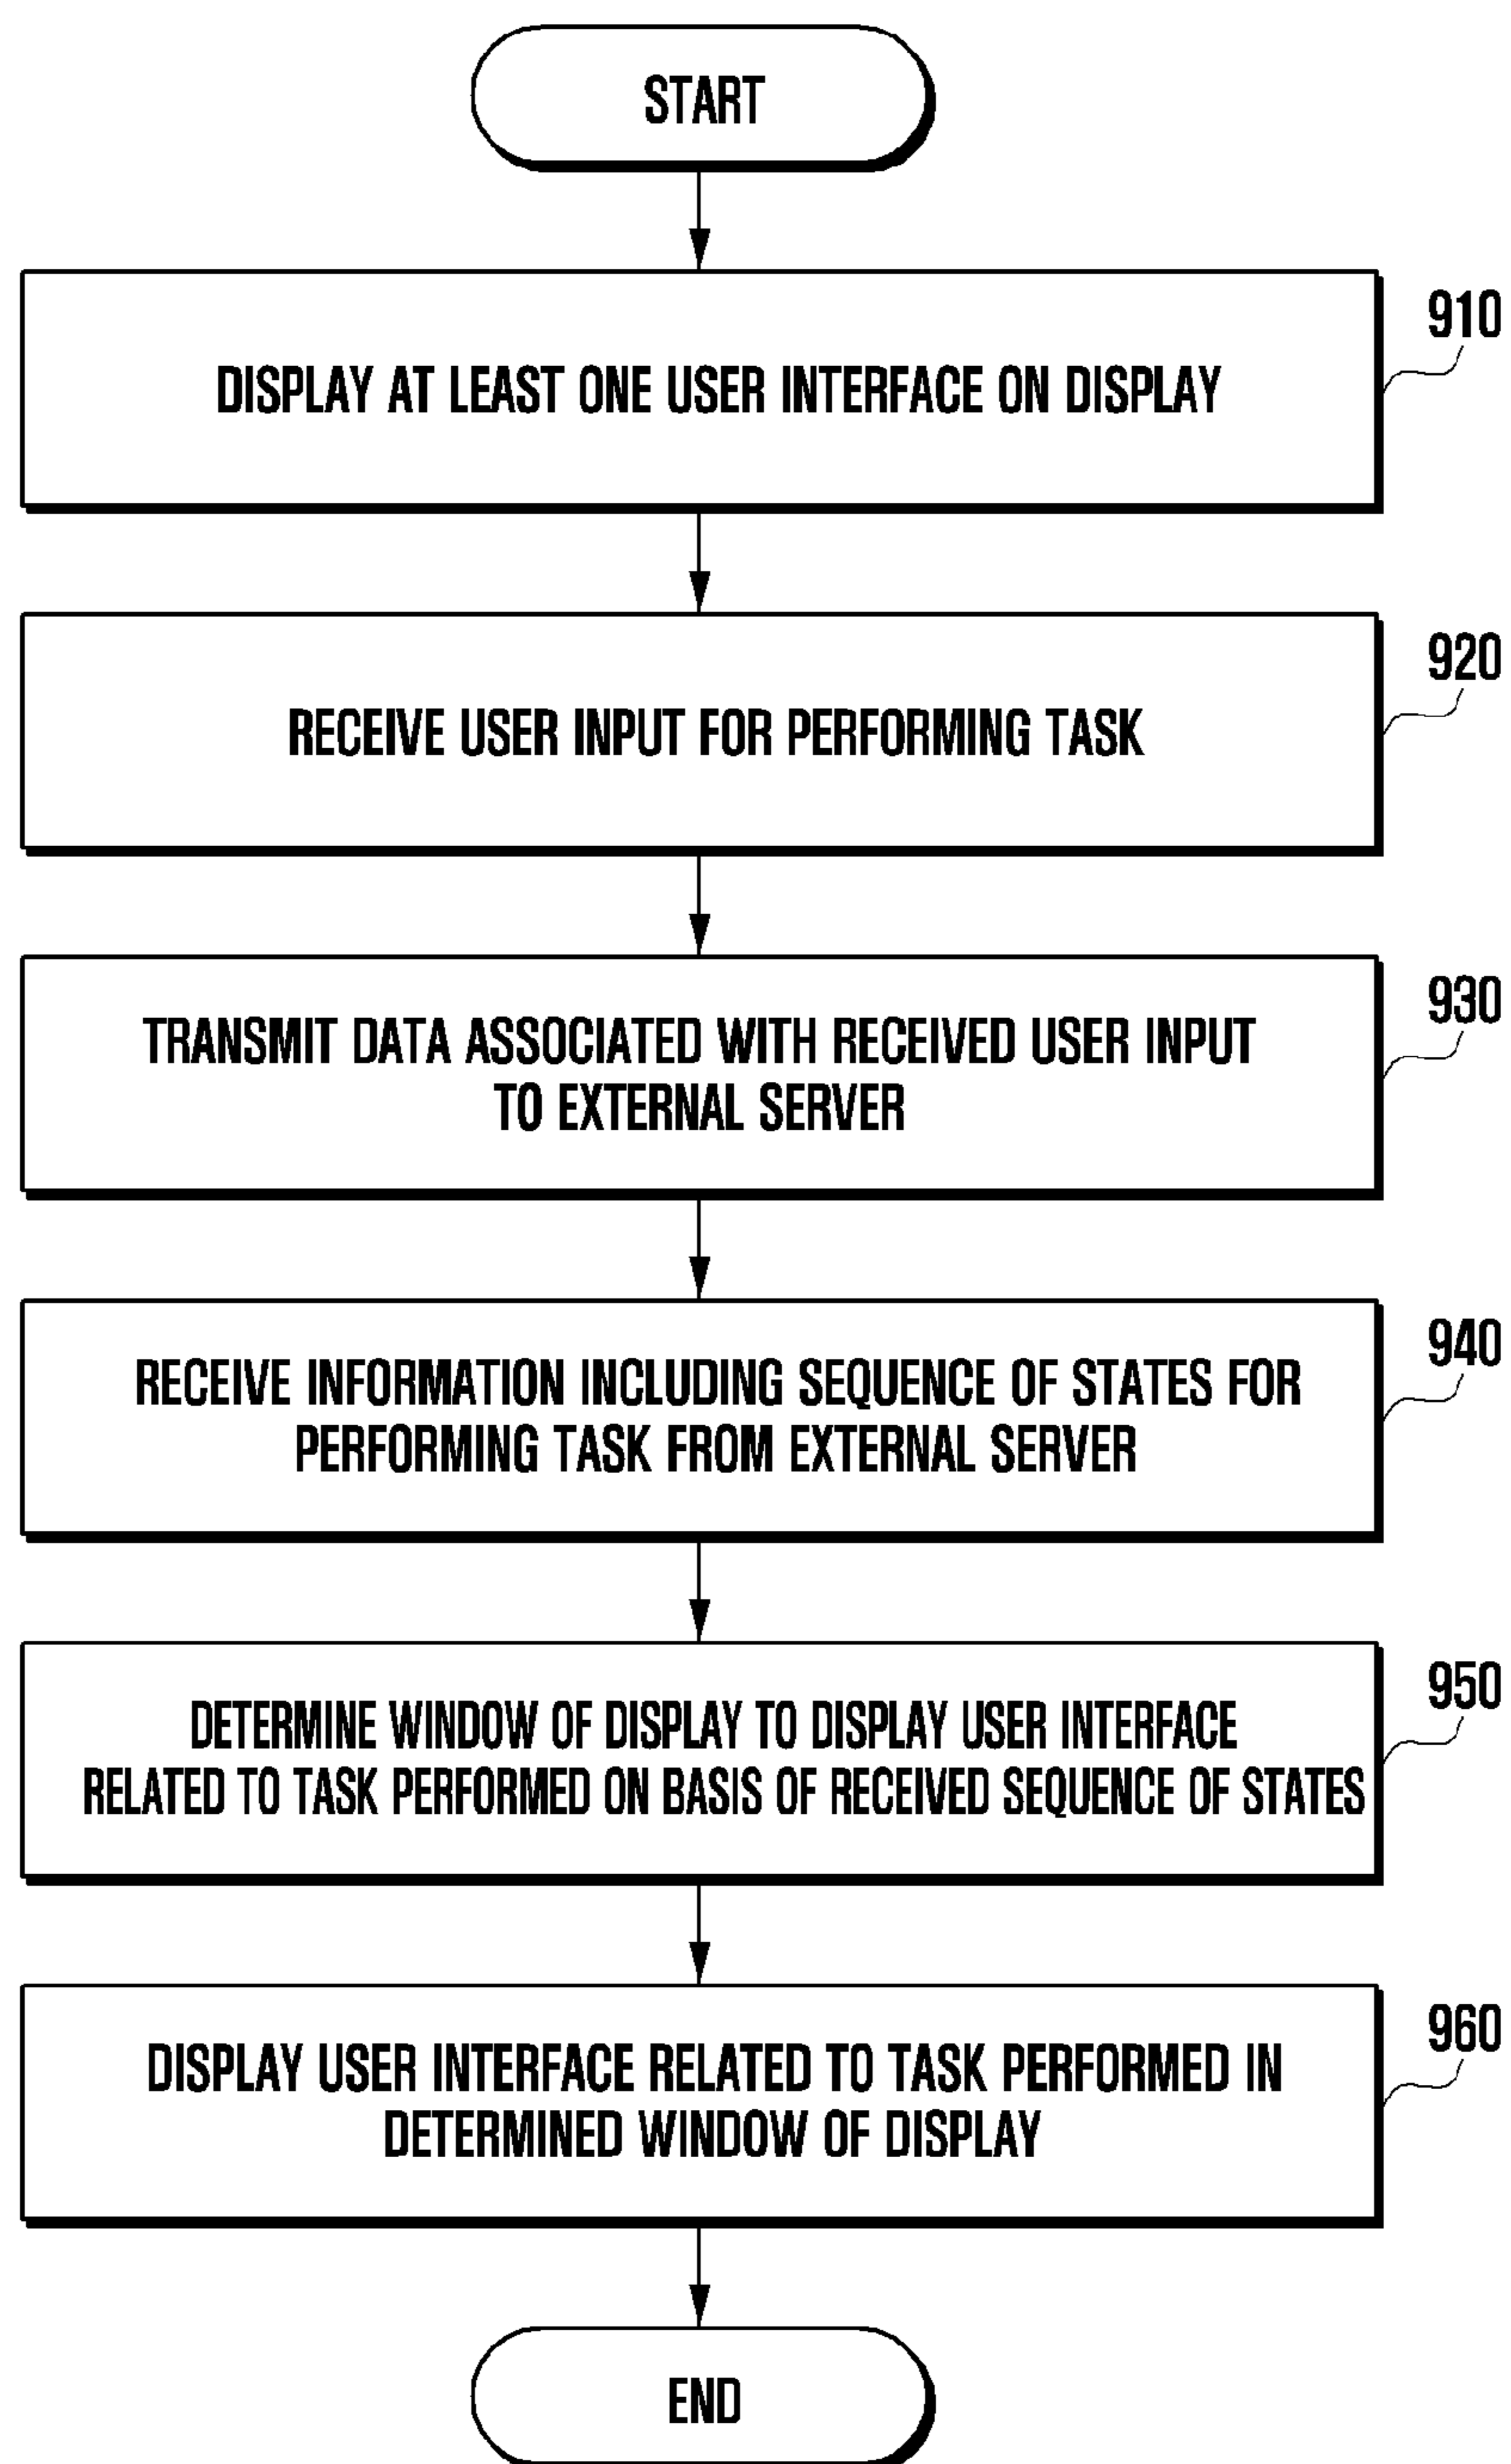 START
910
DISPLAY AT LEAST ONE USER INTERFACE ON DISPLAY
920
RECEIVE USER INPUT FOR PERFORMING TASK
930
TRANSMIT DATA ASSOCIATED WITH RECEIVED USER INPUT
TO EXTERNAL SERVER
940
RECEIVE INFORMATION INCLUDING SEQUENCE OF STATES FOR
PERFORMING TASK FROM EXTERNAL SERVER
950
DETERMINE WINDOW OF DISPLAY TO DISPLAY USER INTERFACE
RELATED TO TASK PERFORMED ON BASIS OF RECEIVED SEQUENCE OF STATES
960
DISPLAY USER INTERFACE RELATED TO TASK PERFORMED IN
DETERMINED WINDOW OF DISPLAY
END